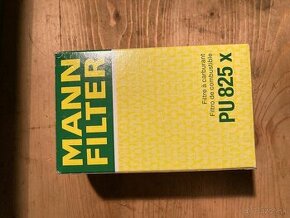 MANN
FILTER
Filtre à carburant
Filtro de combustible
PU 825 x